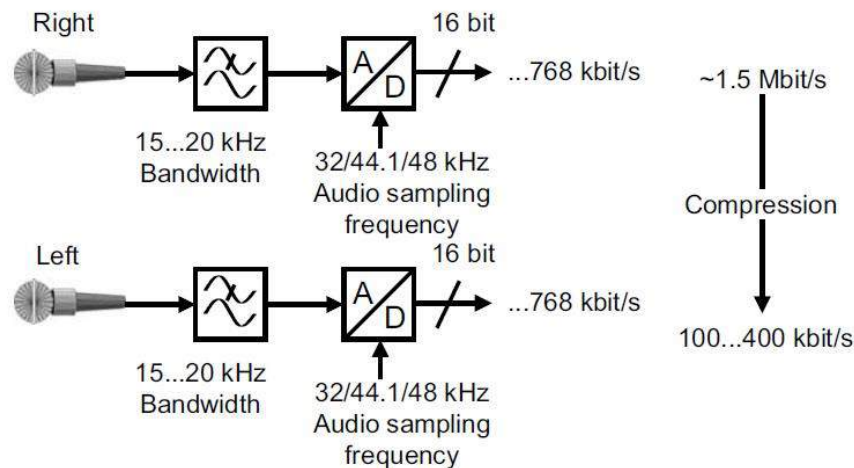 Right
16 bit
A
D
...768 kbit/s
15...20 kHz
Bandwidth
32/44.1/48 kHz
Audio sampling
frequency
Left
16 bit
A
D
...768 kbit/s
15...20 kHz
Bandwidth
32/44.1/48 kHz
Audio sampling
frequency
~1.5 Mbit/s
Compression
100...400 kbit/s